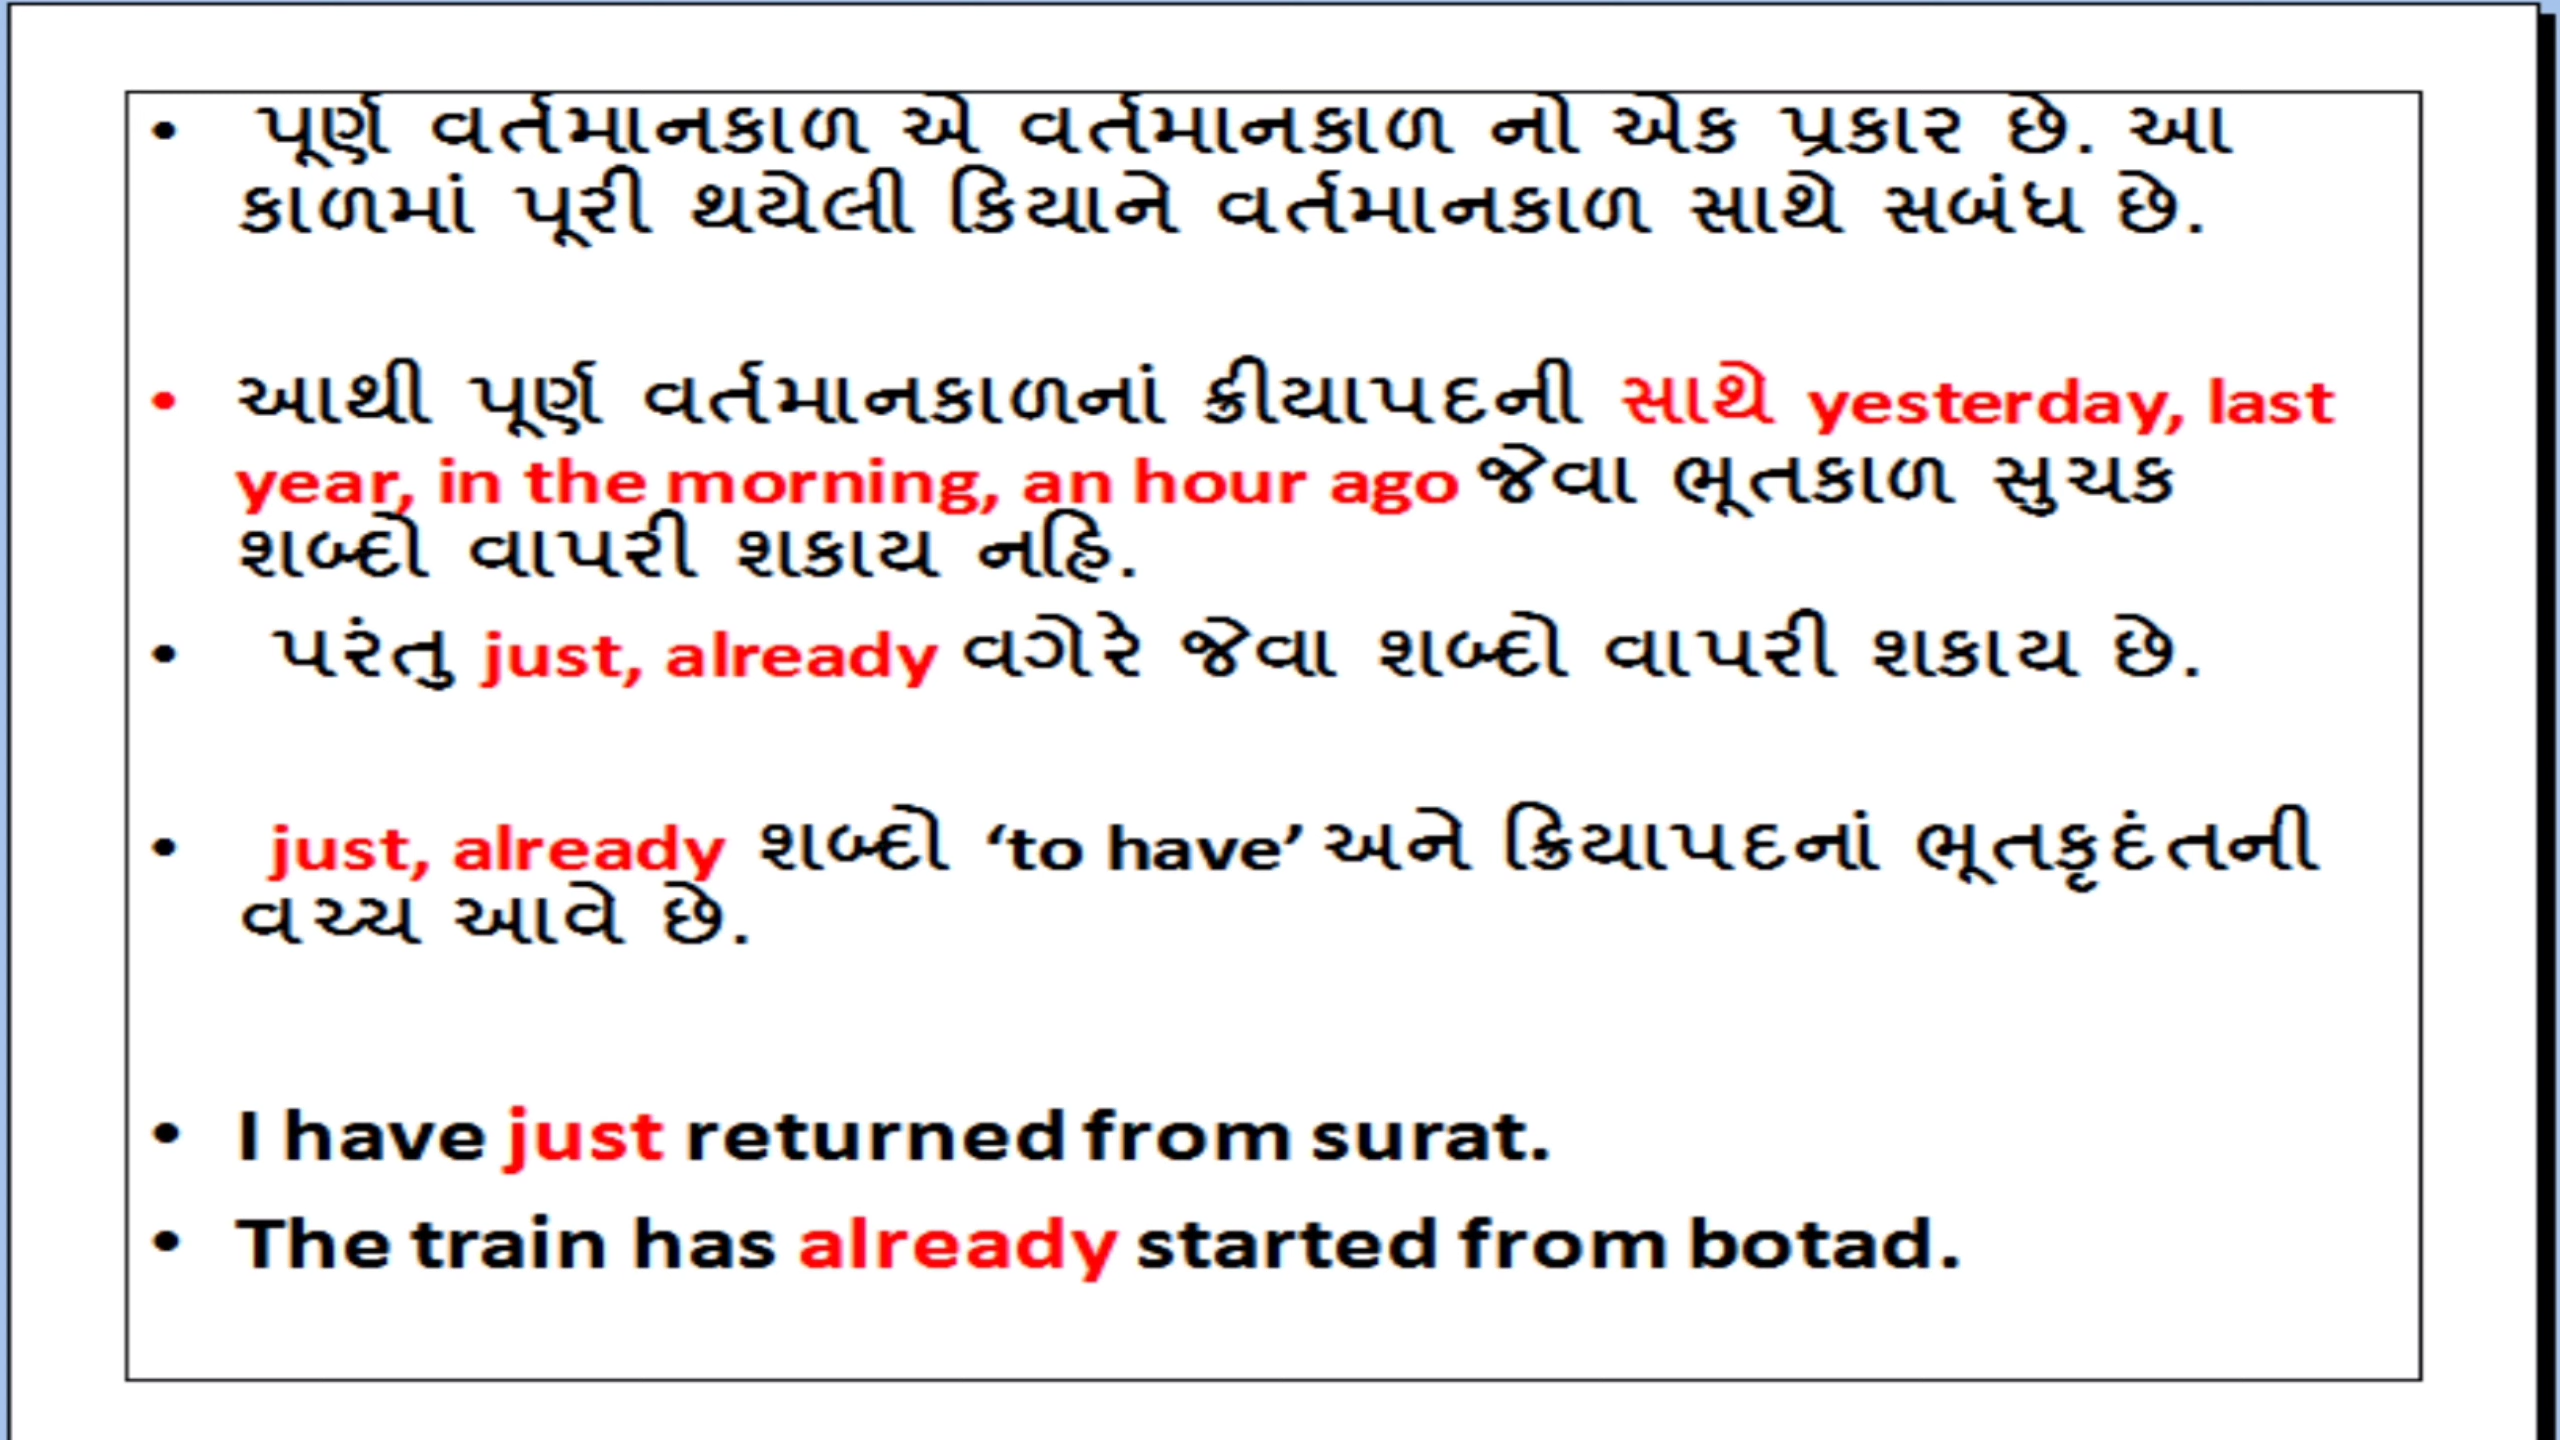 • પૂર્ણ વર્તમાનકાળ એ વર્તમાનકાળ નો એક પ્રકાર છે. આ
કાળમાં પૂરી થયેલી કિયાને વર્તમાનકાળ સાથે સબંધ છે.
• આથી પૂર્ણ વર્તમાનકાળનાં ક્રીયાપદની સાથે yesterday, last
year, in the morning, an hour ago જેવા ભૂતકાળ સુચક
શબ્દો વાપરી શકાય નહિ.
• પરંતુ just, already વગેરે જેવા શબ્દો વાપરી શકાય છે.
• just, already શબ્દો ‘to have’ અને ક્રિયાપદનાં ભૂતકૃદંતની
વચ્ચ આવે છે.
• I have just returned from surat.
• The train has already started from botad.